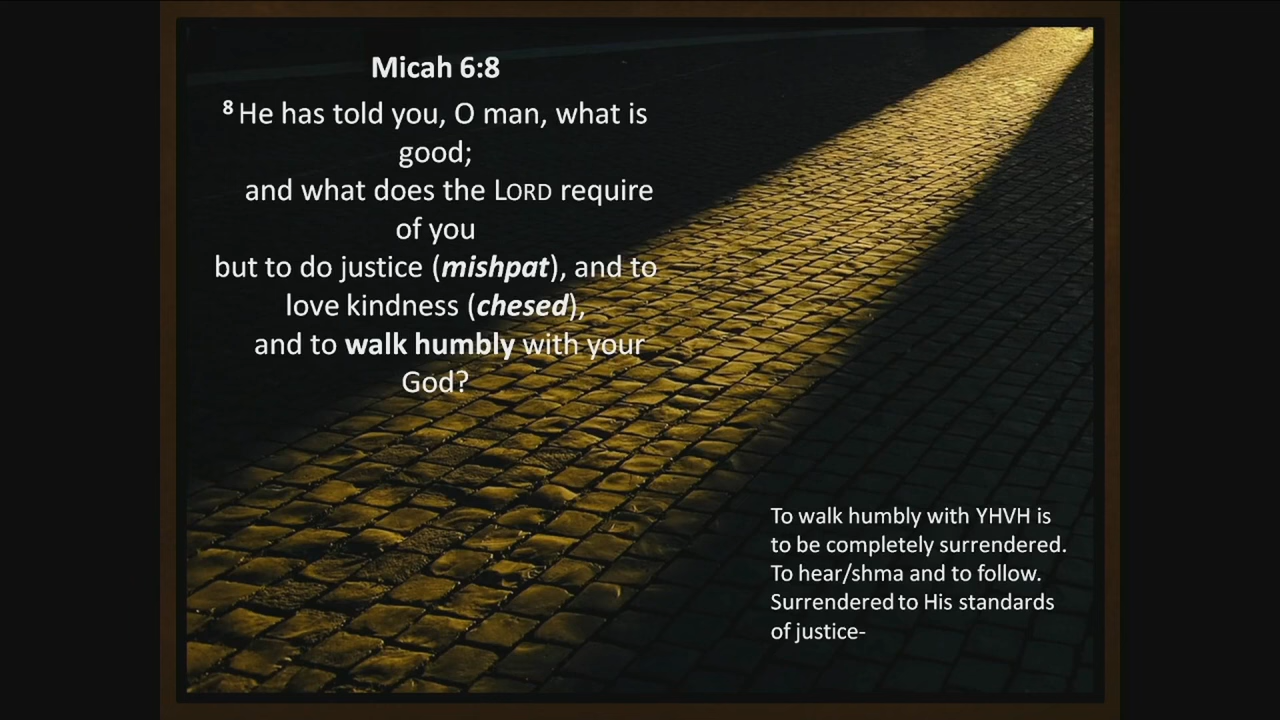 Micah 6:8
8 He has told you, O man, what is
good;
and what does the LORD require
of you
but to do justice (mishpat), and to
love kindness (chesed),
and to walk humbly with your
God?
To walk humbly with YHVH is
to be completely surrendered.
To hear/shma and to follow.
Surrendered to His standards
of justice-